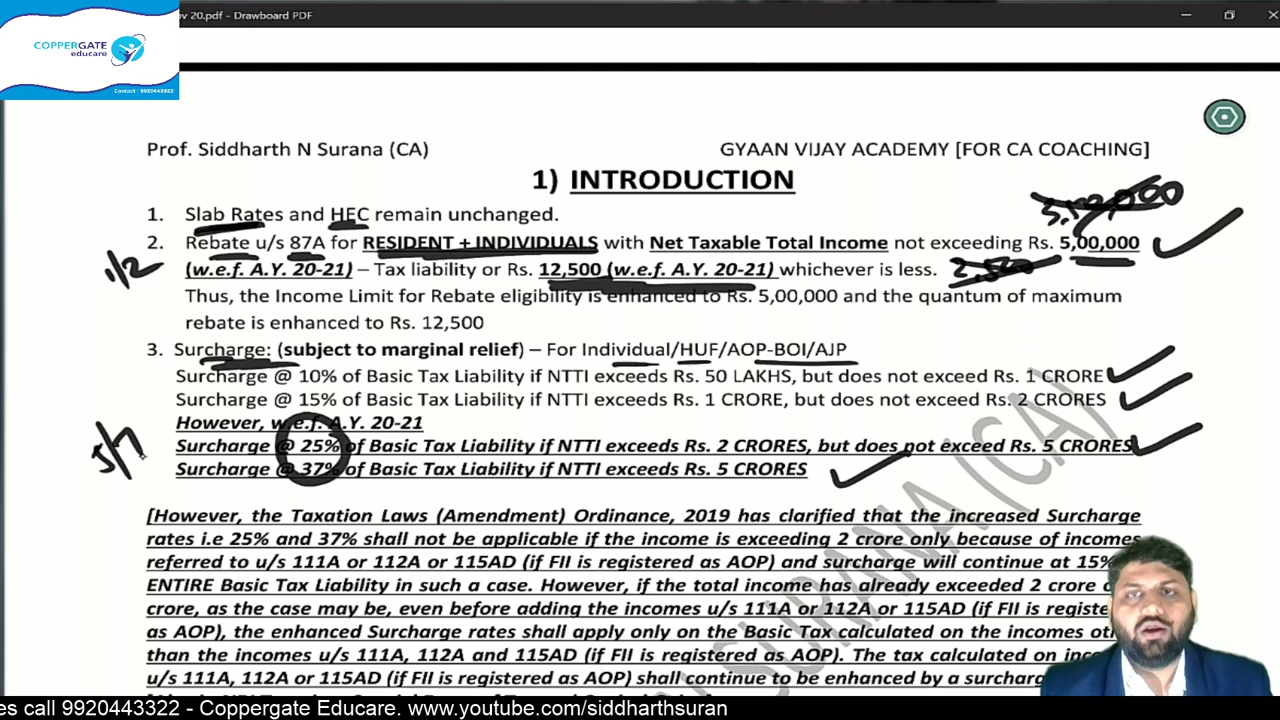 v 20.pdf - Drawboard PDF
COPPERGATE
educare
Contact : 9920443322
Prof. Siddharth N Surana (CA)
GYAAN VIJAY ACADEMY [FOR CA COACHING]
1) INTRODUCTION
3,50,000
1. Slab Rates and HEC remain unchanged.
2. Rebate u/s 87A for RESIDENT + INDIVIDUALS with Net Taxable Total Income not exceeding Rs. 5,00,000
1/2
(w.e.f. A.Y. 20-21) – Tax liability or Rs. 12,500 (w.e.f. A.Y. 20-21) whichever is less. 2,500
Thus, the Income Limit for Rebate eligibility is enhanced to Rs. 5,00,000 and the quantum of maximum
rebate is enhanced to Rs. 12,500
3. Surcharge: (subject to marginal relief) – For Individual/HUF/AOP-BOI/AJP
Surcharge @ 10% of Basic Tax Liability if NTTI exceeds Rs. 50 LAKHS, but does not exceed Rs. 1 CRORE
Surcharge @ 15% of Basic Tax Liability if NTTI exceeds Rs. 1 CRORE, but does not exceed Rs. 2 CRORES
However, w.e.f. A.Y. 20-21
Surcharge @ 25% of Basic Tax Liability if NTTI exceeds Rs. 2 CRORES, but does not exceed Rs. 5 CRORES
Surcharge @ 37% of Basic Tax Liability if NTTI exceeds Rs. 5 CRORES
[However, the Taxation Laws (Amendment) Ordinance, 2019 has clarified that the increased Surcharge
rates i.e 25% and 37% shall not be applicable if the income is exceeding 2 crore only because of incomes
referred to u/s 111A or 112A or 115AD (if FII is registered as AOP) and surcharge will continue at 15%
ENTIRE Basic Tax Liability in such a case. However, if the total income has already exceeded 2 crore
crore, as the case may be, even before adding the incomes u/s 111A or 112A or 115AD (if FII is
as AOP), the enhanced Surcharge rates shall apply only on the Basic Tax calculated on the incomes
than the incomes u/s 111A, 112A and 115AD (if FII is registered as AOP). The tax calculated on
u/s 111A, 112A or 115AD (if FII is registered as AOP) shall continue to be enhanced by a
SURANA (CA)
es call 9920443322 - Coppergate Educare. www.youtube.com/siddharthsuran